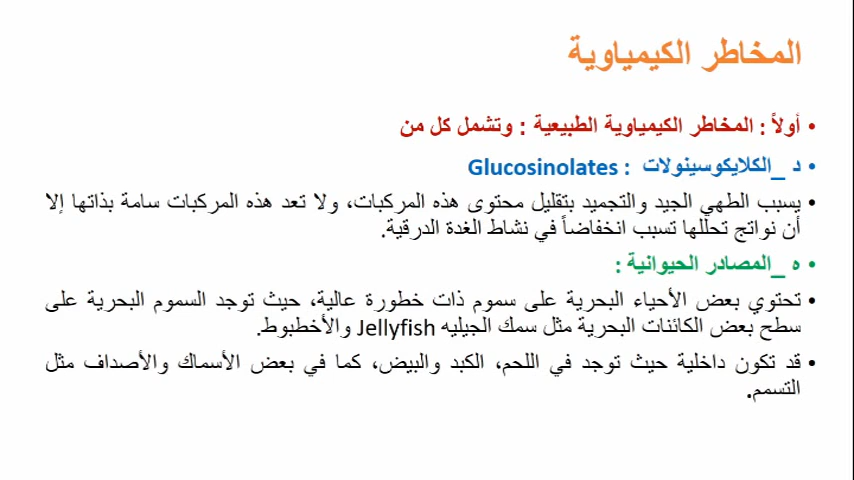 المخاطر الكيمياوية
• أولاً : المخاطر الكيمياوية الطبيعية : وتشمل كل من
• د _الكلايكوسينولات : Glucosinolates
• يسبب الطهي الجيد والتجميد بتقليل محتوى هذه المركبات، ولا تعد هذه المركبات سامة بذاتها إلا
أن نواتج تحللها تسبب انخفاضاً في نشاط الغدة الدرقية.
• ه _المصادر الحيوانية :
• تحتوي بعض الأحياء البحرية على سموم ذات خطورة عالية، حيث توجد السموم البحرية على
سطح بعض الكائنات البحرية مثل سمك الجيليه Jellyfish والأخطبوط.
• قد تكون داخلية حيث توجد في اللحم، الكبد والبيض، كما في بعض الأسماك والأصداف مثل
التسمم.